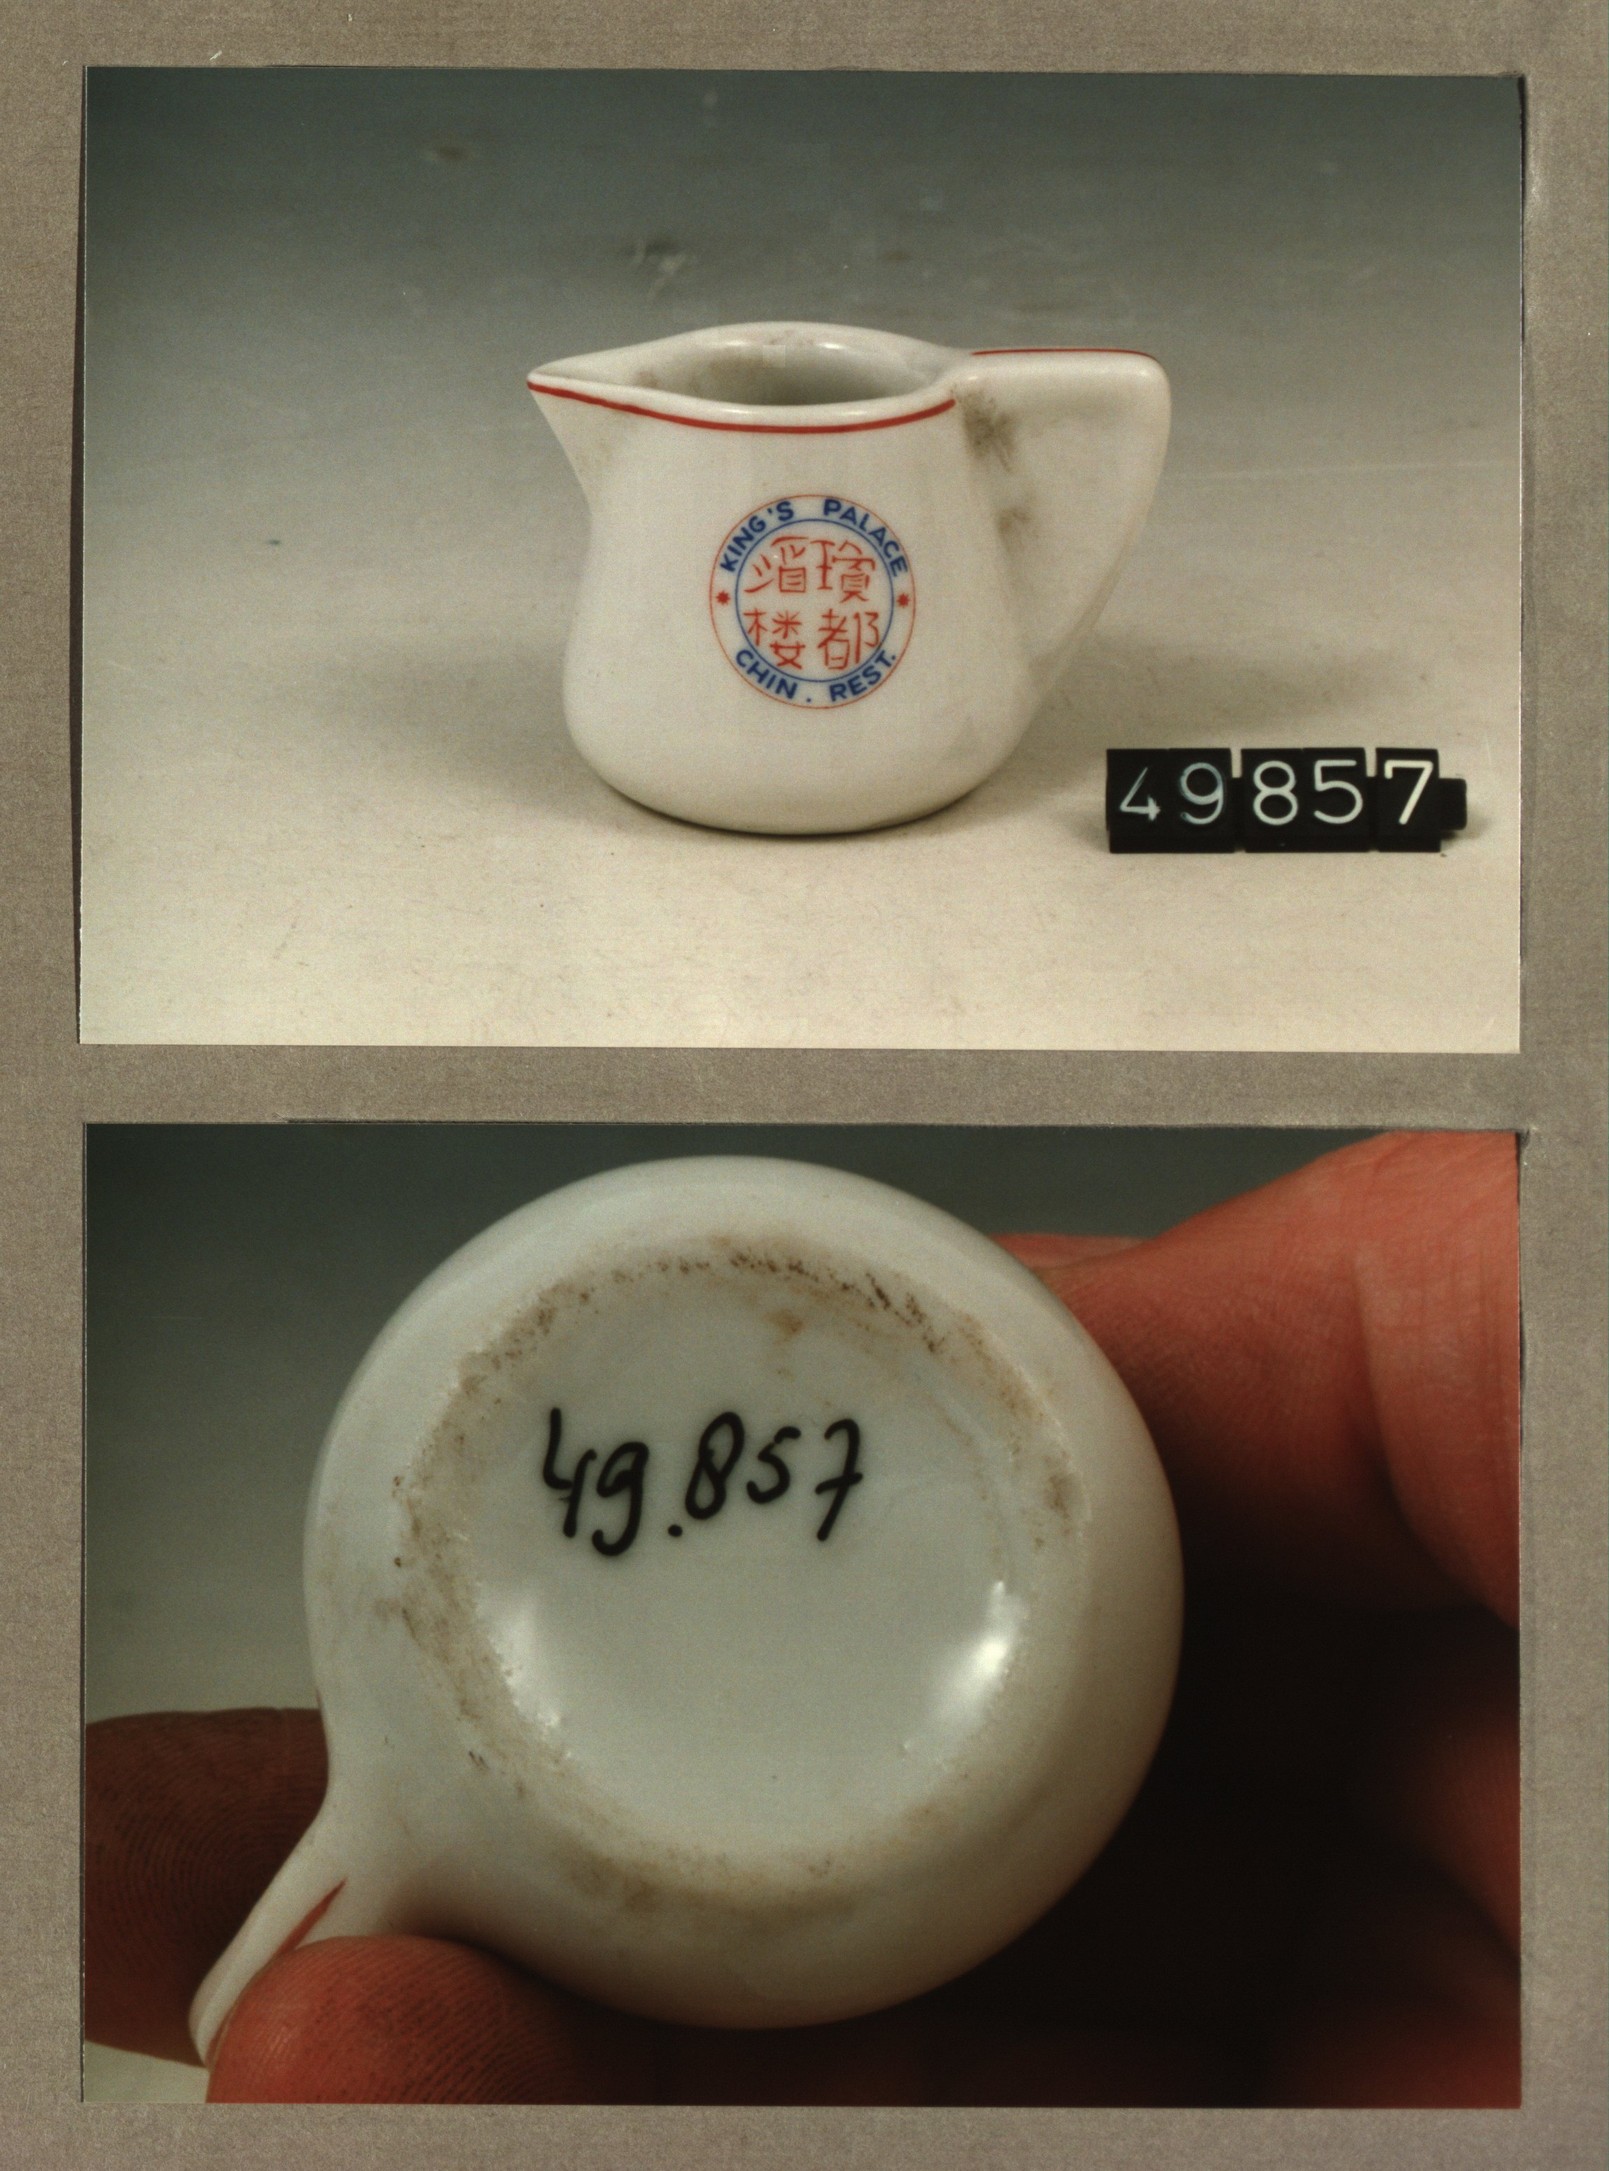 KING'S PALACE
瓊都
酒楼
CHIN. REST.
49857
49.857